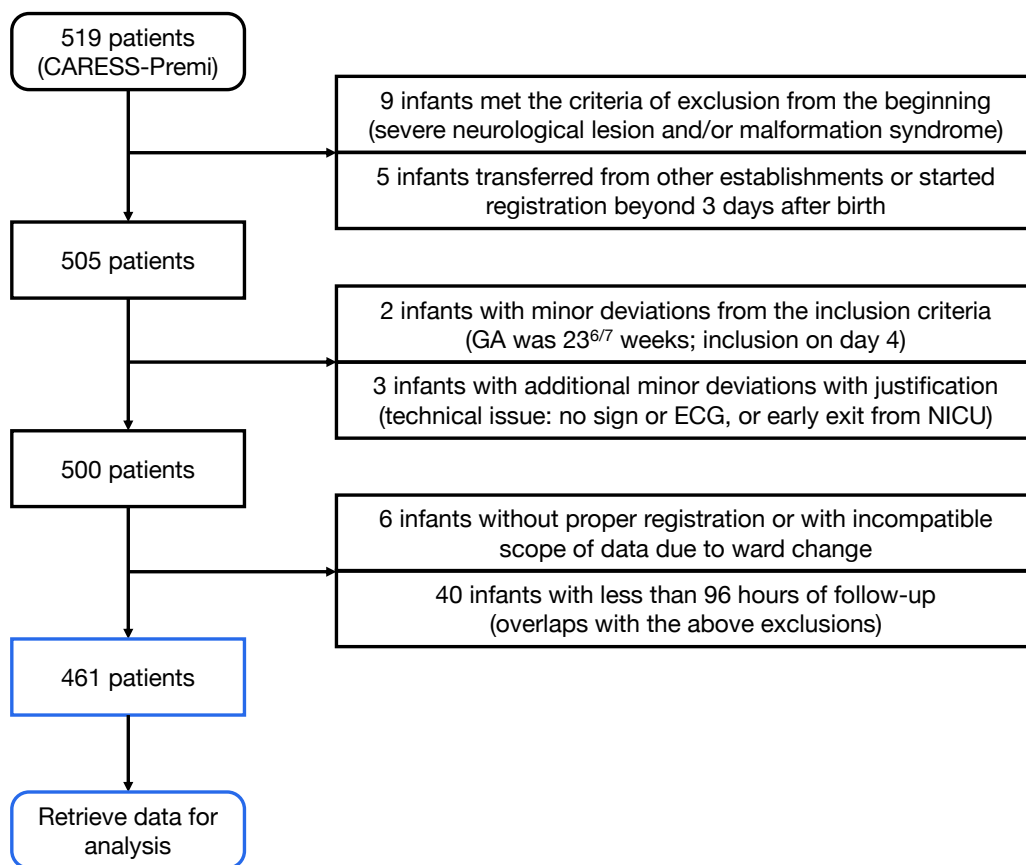 519 patients
(CARESS-Premi)
9 infants met the criteria of exclusion from the beginning
(severe neurological lesion and/or malformation syndrome)
5 infants transferred from other establishments or started
registration beyond 3 days after birth
505 patients
2 infants with minor deviations from the inclusion criteria
(GA was 23⁶/⁷ weeks; inclusion on day 4)
3 infants with additional minor deviations with justification
(technical issue: no sign or ECG, or early exit from NICU)
500 patients
6 infants without proper registration or with incompatible
scope of data due to ward change
40 infants with less than 96 hours of follow-up
(overlaps with the above exclusions)
461 patients
Retrieve data for
analysis